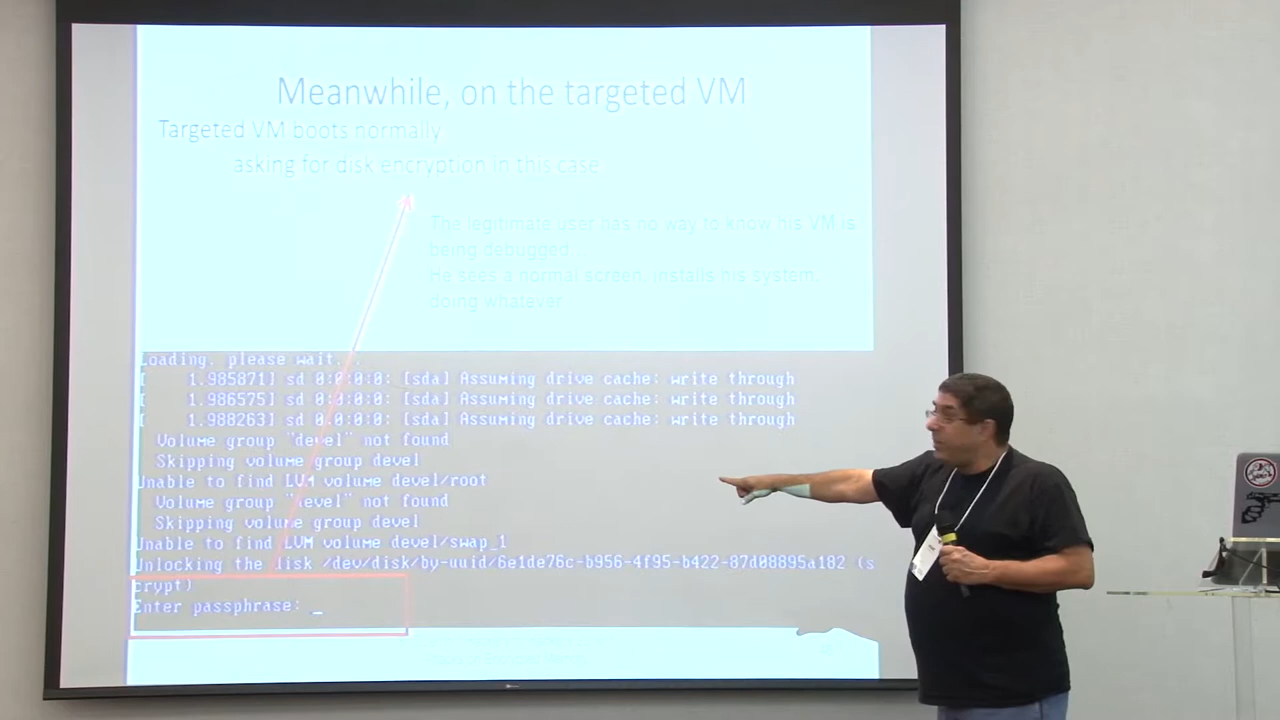 Meanwhile, on the targeted VM
Targeted VM boots normally
asking for disk encryption in this case
The legitimate user has no way to know his VM is
being debugged.
He sees a normal screen, installs his system,
doing whatever
Loading, please wait...
[    1.985871] sd 0:0:0:0: [sda] Assuming drive cache: write through
[    1.986575] sd 0:0:0:0: [sda] Assuming drive cache: write through
[    1.988263] sd 0:0:0:0: [sda] Assuming drive cache: write through
Volume group "devel" not found
Skipping volume group devel
Unable to find LVM volume devel/root
Volume group "devel" not found
Skipping volume group devel
Unable to find LVM volume devel/swap_1
Unlocking the disk /dev/disk/by-uuid/6e1de76c-b956-4f95-b422-87d08895a182 (s
crypt)
Enter passphrase: _